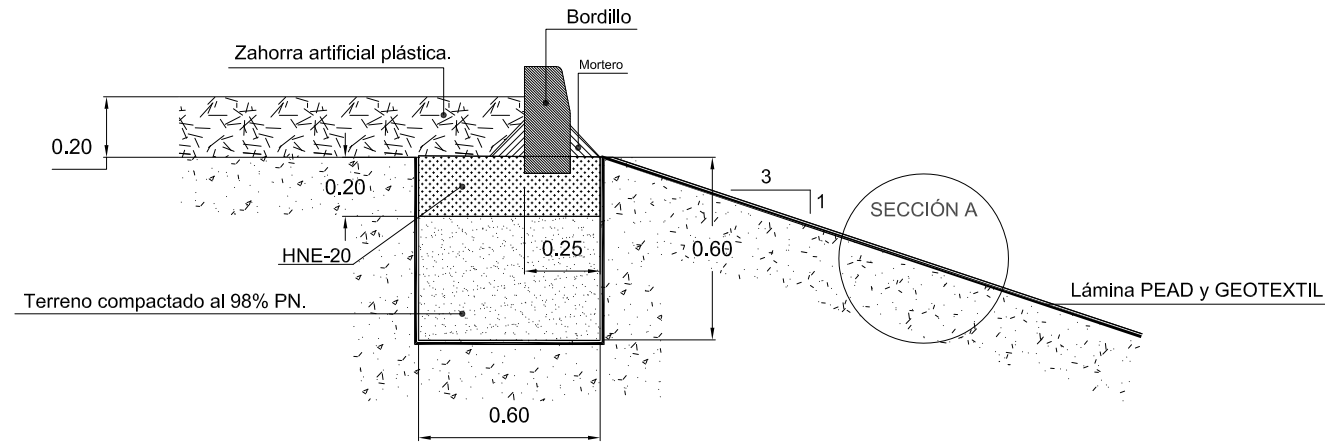 Bordillo
Zahorra artificial plástica.
Mortero
0.20
0.20
3
1
SECCIÓN A
HNE-20
0.25
0.60
Terreno compactado al 98% PN.
Lámina PEAD y GEOTEXTIL
0.60